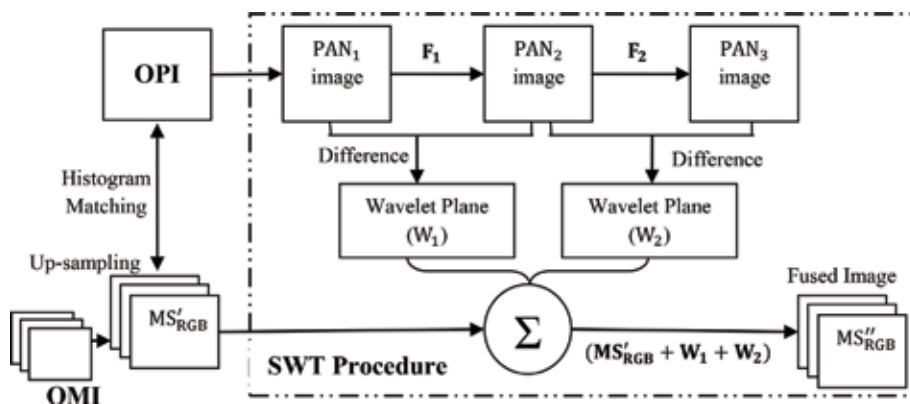 OPI
PAN₁
image
F₁
PAN₂
image
F₂
PAN₃
image
Difference
Difference
Histogram
Matching
Wavelet Plane
(W₁)
Wavelet Plane
(W₂)
Up-sampling
MS′RGB
OMI
Σ
(MS′RGB + W₁ + W₂)
Fused Image
MS′′RGB
SWT Procedure